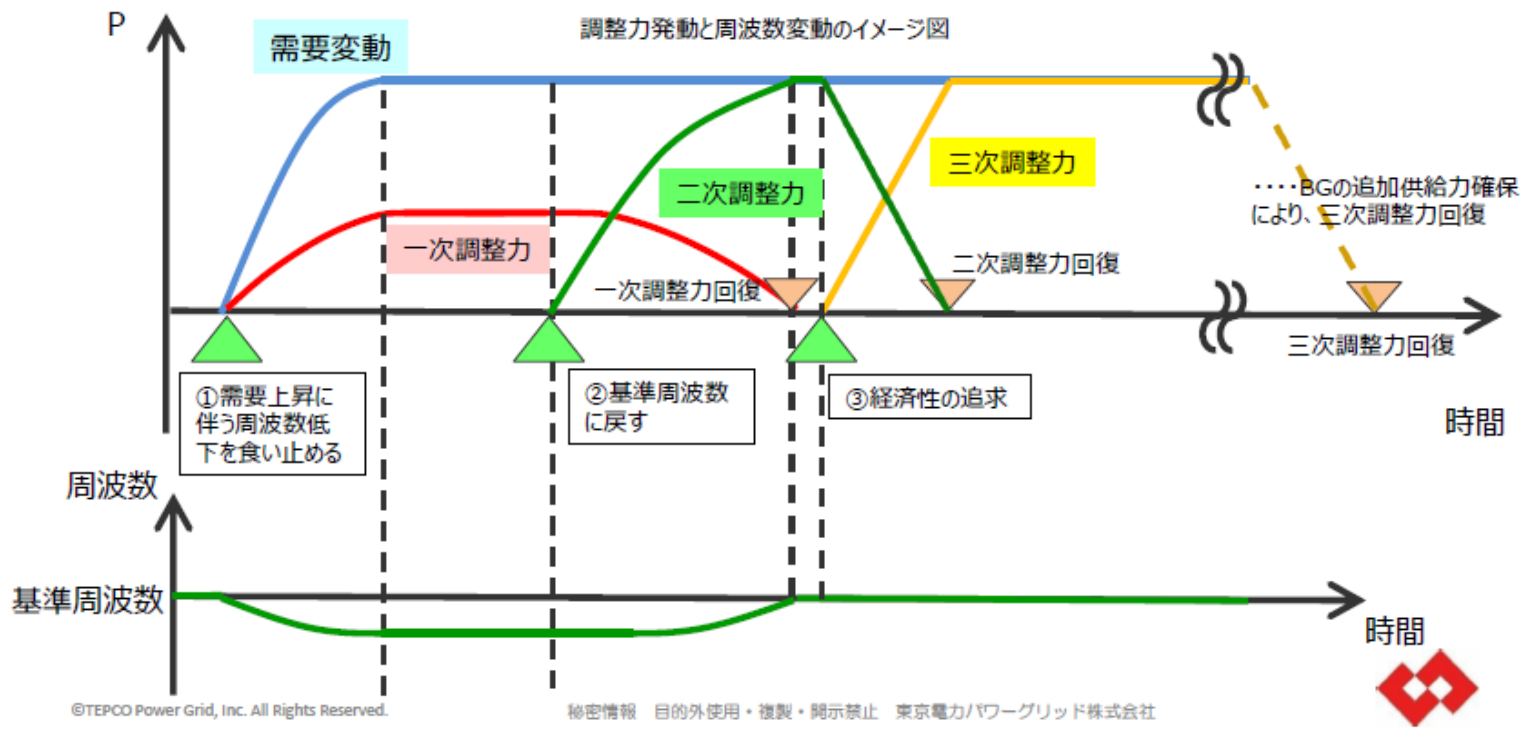 P
調整力発動と周波数変動のイメージ図
需要変動
三次調整力
二次調整力
・・・・BGの追加供給力確保
により、三次調整力回復
一次調整力
一次調整力回復
二次調整力回復
三次調整力回復
①需要上昇に
伴う周波数低
下を食い止める
②基準周波数
に戻す
③経済性の追求
時間
周波数
基準周波数
時間
©TEPCO Power Grid, Inc. All Rights Reserved.
秘密情報 目的外使用・複製・開示禁止 東京電力パワーグリッド株式会社